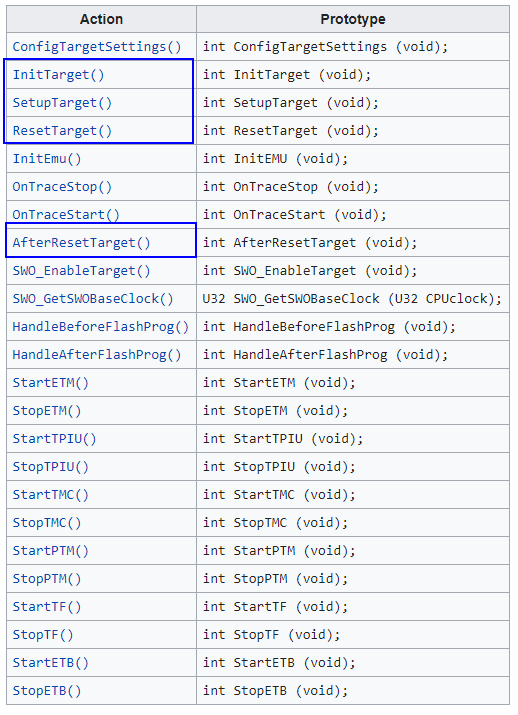 Action Prototype
ConfigTargetSettings() int ConfigTargetSettings (void);
InitTarget() int InitTarget (void);
SetupTarget() int SetupTarget (void);
ResetTarget() int ResetTarget (void);
InitEmu() int InitEMU (void);
OnTraceStop() int OnTraceStop (void);
OnTraceStart() int OnTraceStart (void);
AfterResetTarget() int AfterResetTarget (void);
SWO_EnableTarget() int SWO_EnableTarget (void);
SWO_GetSWOBaseClock() U32 SWO_GetSWOBaseClock (U32 CPUclock);
HandleBeforeFlashProg() int HandleBeforeFlashProg (void);
HandleAfterFlashProg() int HandleAfterFlashProg (void);
StartETM() int StartETM (void);
StopETM() int StopETM (void);
StartTPIU() int StartTPIU (void);
StopTPIU() int StopTPIU (void);
StartTMC() int StartTMC (void);
StopTMC() int StopTMC (void);
StartPTM() int StartPTM (void);
StopPTM() int StopPTM (void);
StartTF() int StartTF (void);
StopTF() int StopTF (void);
StartETB() int StartETB (void);
StopETB() int StopETB (void);